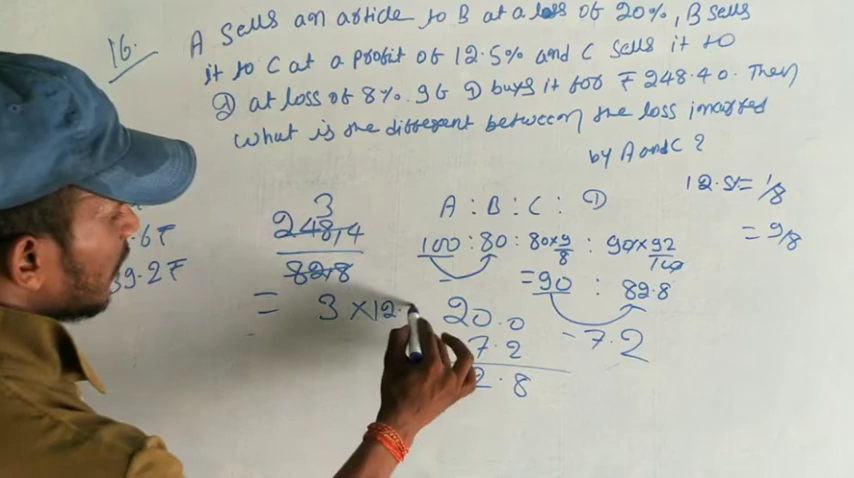 16. A sells an article to B at a loss of 20%, B sells
it to C at a profit of 12.5% and C sells it to
D at loss of 8%. If D buys it for ₹ 248.40. Then
what is the different between the loss inarred
by A and C ?
12.5 = 1/8
= 9/8
A : B : C : D
100 : 80 : 80×9/8 : 90×92/100
= 90 : 82.8
- 7.2
20.0
7.2
2.8
3
248.4
82.8
= 3 × 12.
.6₹
39.2₹